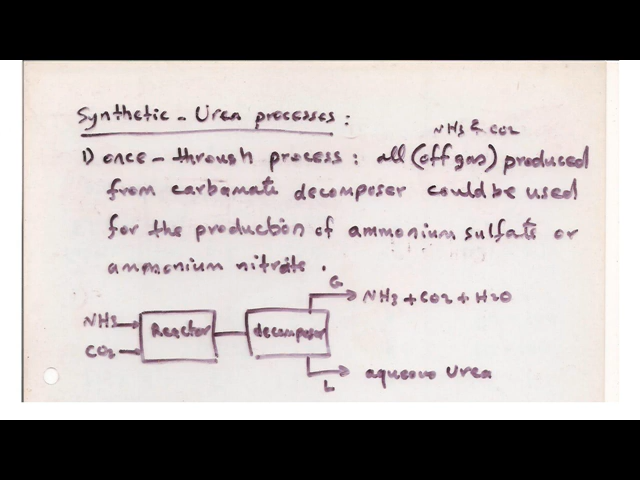 Synthetic - Urea processes:
NH3 & CO2
1) once - through process: all (off gas) produced
from carbamate decomposer could be used
for the production of ammonium sulfate or
ammonium nitrate.
G
NH3 + CO2 + H2O
NH3
Reactor
decomposer
CO2
aqueous Urea
L